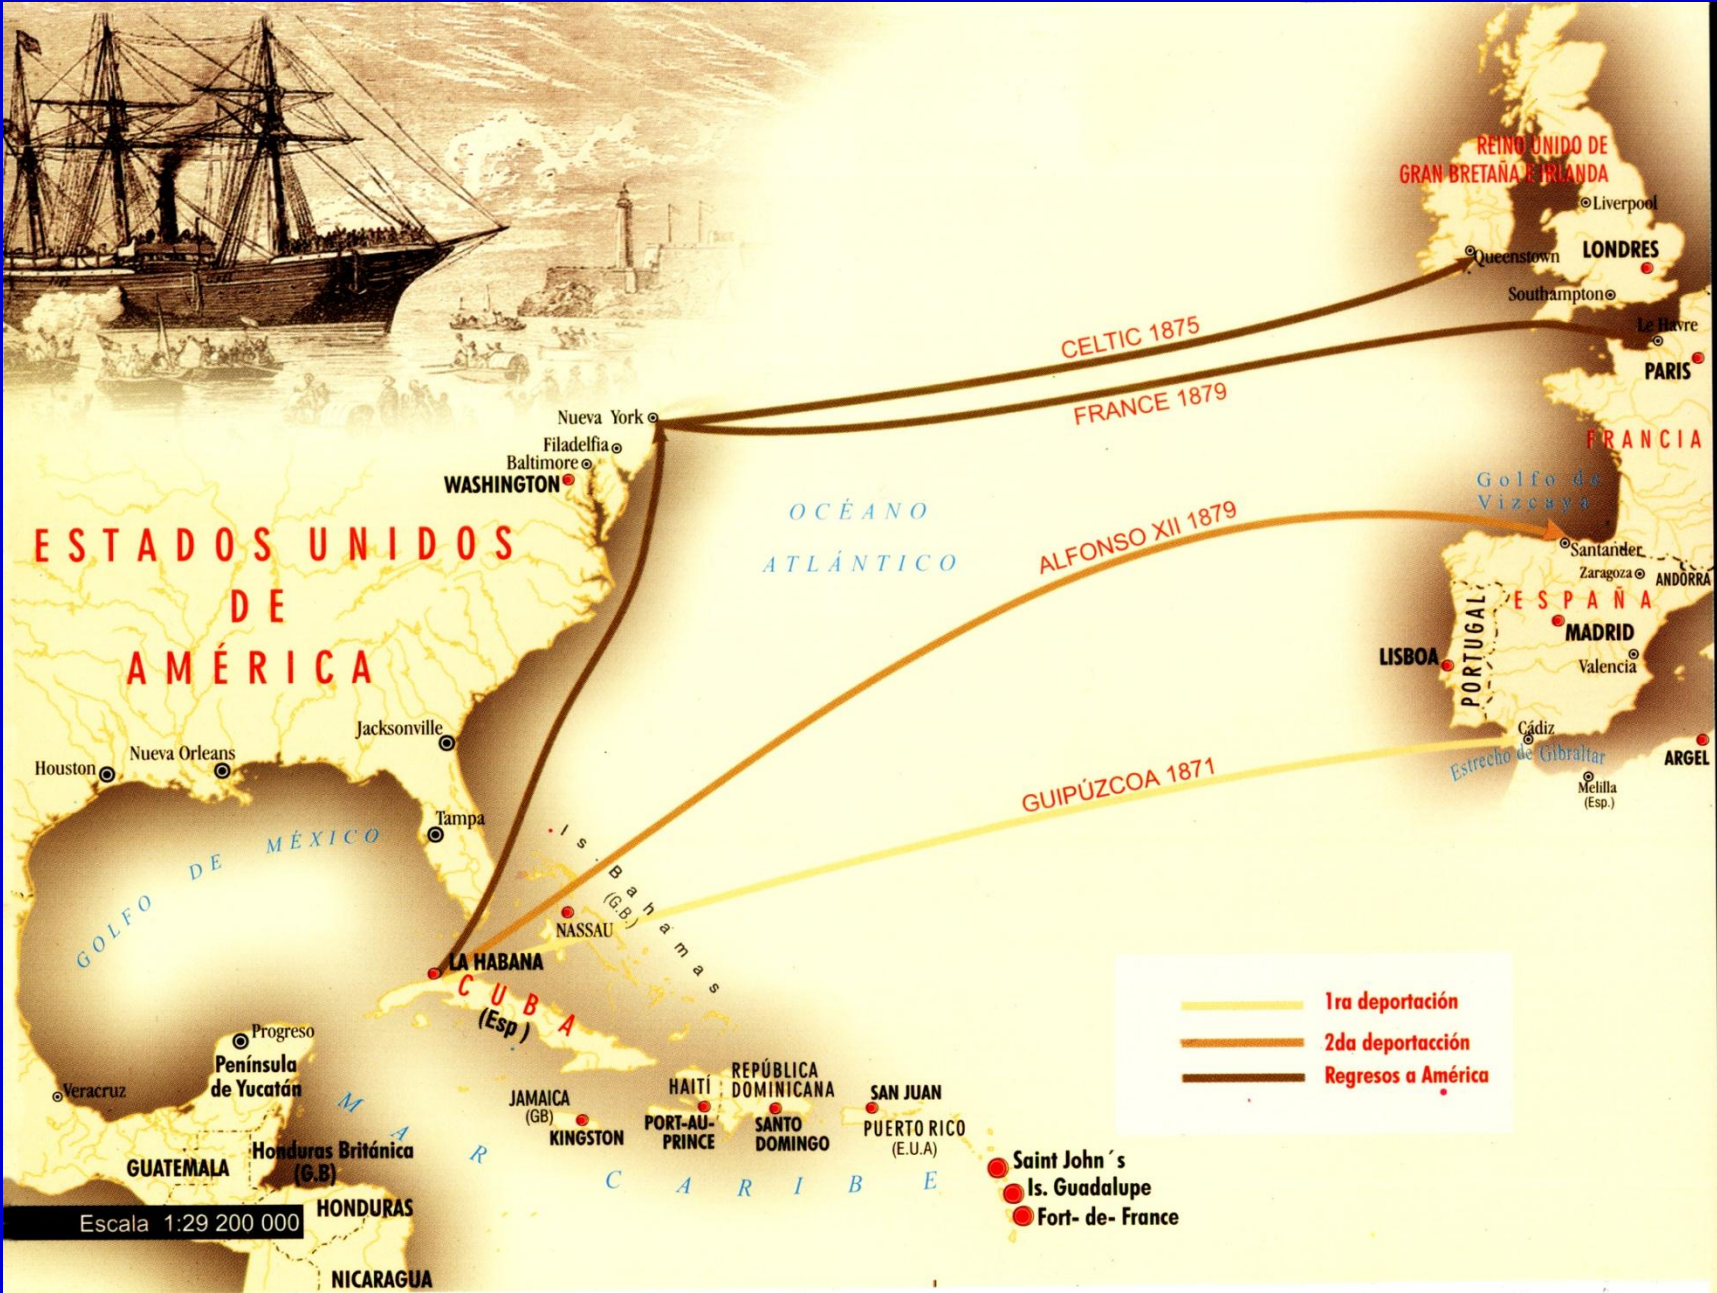 REINO UNIDO DE
GRAN BRETAÑA E IRLANDA
Liverpool
Queenstown
LONDRES
Southampton
Le Havre
PARIS
CELTIC 1875
FRANCE 1879
Nueva York
Filadelfia
Baltimore
WASHINGTON
FRANCIA
Golfo de
Vizcaya
OCÉANO
ATLÁNTICO
ALFONSO XII 1879
ESTADOS UNIDOS
DE
AMÉRICA
Santander
Zaragoza
ANDORRA
ESPAÑA
MADRID
PORTUGAL
LISBOA
Valencia
Jacksonville
Nueva Orleans
Houston
Cádiz
Estrecho de Gibraltar
ARGEL
Melilla
(Esp.)
GUIPÚZCOA 1871
Tampa
GOLFO DE MÉXICO
Is. Bahamas
(G.B.)
NASSAU
LA HABANA
CUBA
(Esp)
1ra deportación
2da deportacción
Regresos a América
Progreso
Península
de Yucatán
Veracruz
MAR CARIBE
JAMAICA
(GB)
KINGSTON
HAITÍ
PORT-AU-
PRINCE
REPÚBLICA
DOMINICANA
SANTO
DOMINGO
SAN JUAN
PUERTO RICO
(E.U.A)
Honduras Británica
(G.B)
GUATEMALA
HONDURAS
Saint John´s
Is. Guadalupe
Fort- de- France
Escala 1:29 200 000
NICARAGUA